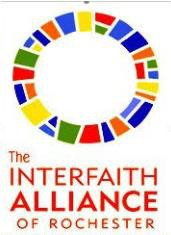 The
INTERFAITH
ALLIANCE
OF ROCHESTER